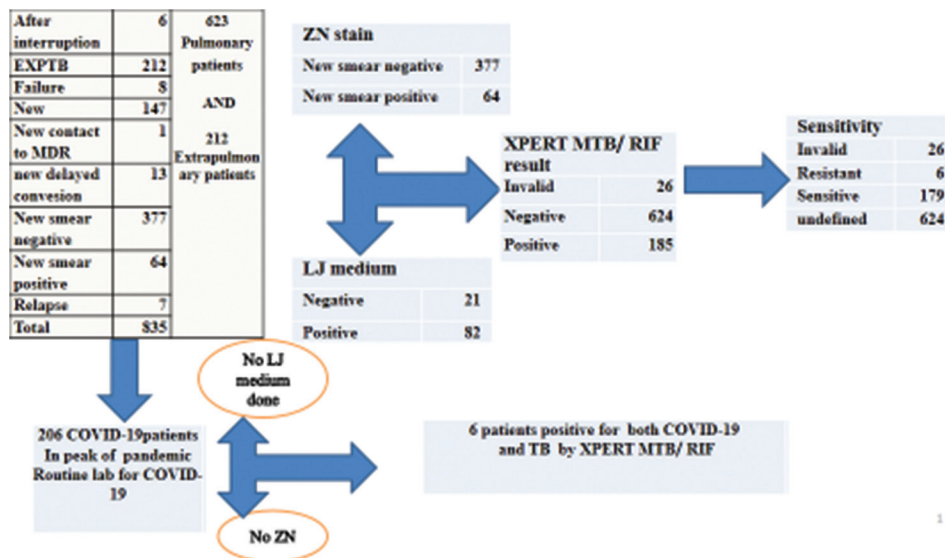 After 6
interruption
EXPTB 212
Failure 8
New 147
New contact 1
to MDR
new delayed 13
convesion
New smear 377
negative
New smear 64
positive
Relapse 7
Total 835
623
Pulmonary
patients
AND
212
Extrapulmon
ary patients
ZN stain
New smear negative 377
New smear positive 64
XPERT MTB/ RIF
result
Invalid 26
Negative 624
Positive 185
Sensitivity
Invalid 26
Resistant 6
Sensitive 179
undefined 624
LJ medium
Negative 21
Positive 82
No LJ
medium
done
206 COVID-19patients
In peak of pandemic
Routine lab for COVID-
19
6 patients positive for both COVID-19
and TB by XPERT MTB/ RIF
No ZN
1